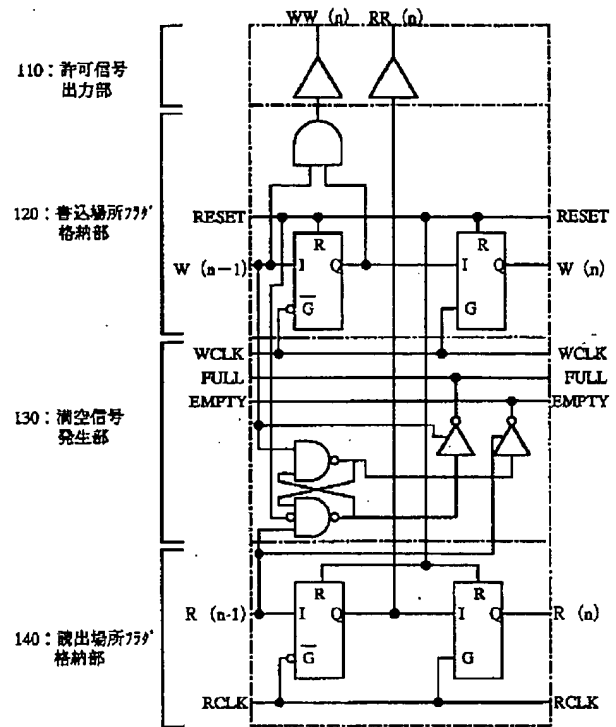 WW (n) RR (n)
110：許可信号
出力部
120：書込場所ﾌﾗｸﾞ
格納部
RESET
RESET
R
R
W (n−1)
I
Q
I
Q
W (n)
G
G
WCLK
WCLK
FULL
FULL
EMPTY
EMPTY
130：満空信号
発生部
R
R
R (n-1)
I
Q
I
Q
R (n)
G
G
140：読出場所ﾌﾗｸﾞ
格納部
RCLK
RCLK